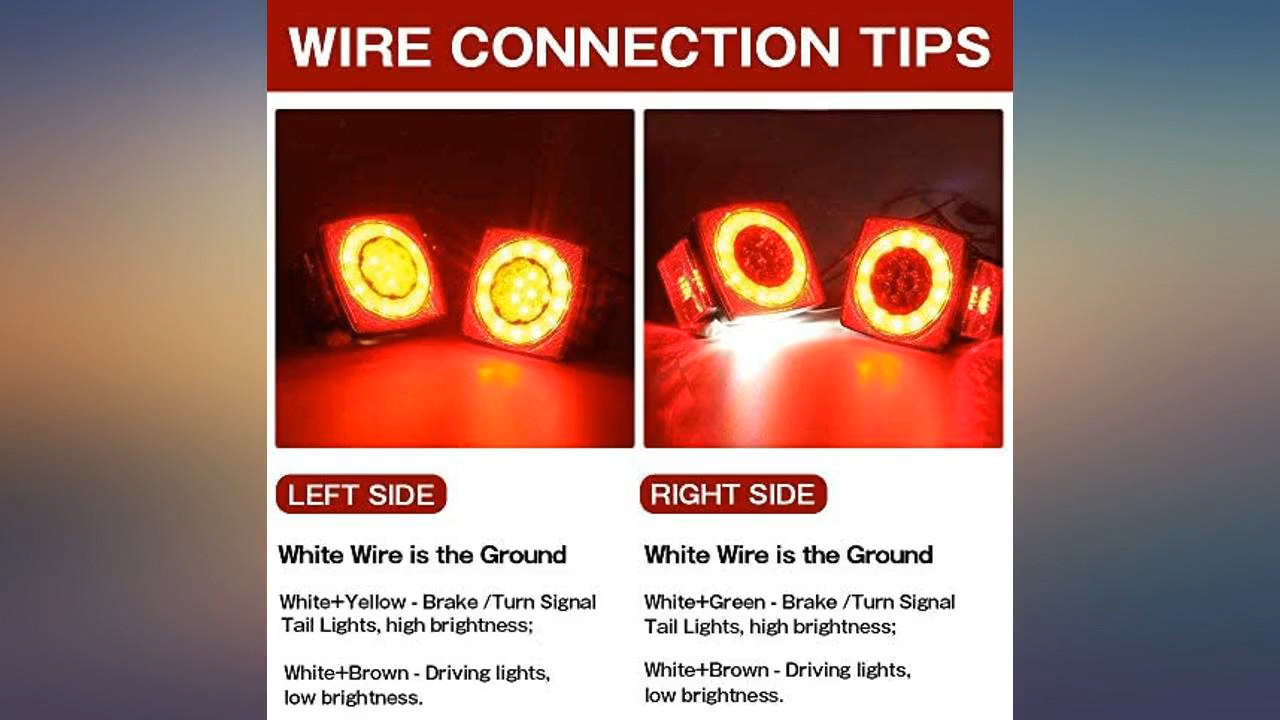 WIRE CONNECTION TIPS
LEFT SIDE
White Wire is the Ground
White+Yellow - Brake /Turn Signal
Tail Lights, high brightness;
White+Brown - Driving lights,
low brightness.
RIGHT SIDE
White Wire is the Ground
White+Green - Brake /Turn Signal
Tail Lights, high brightness;
White+Brown - Driving lights,
low brightness.